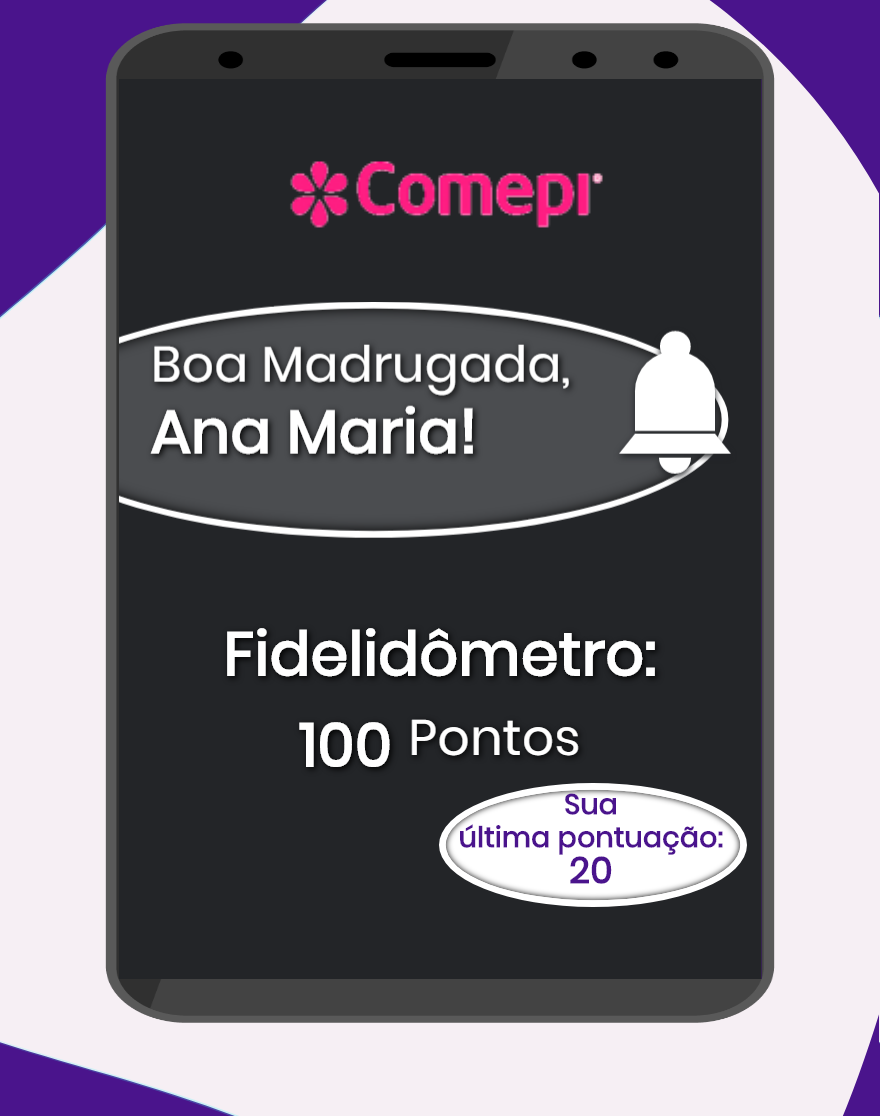 Comepi
Boa Madrugada,
Ana Maria!
Fidelidômetro:
100 Pontos
Sua
última pontuação:
20